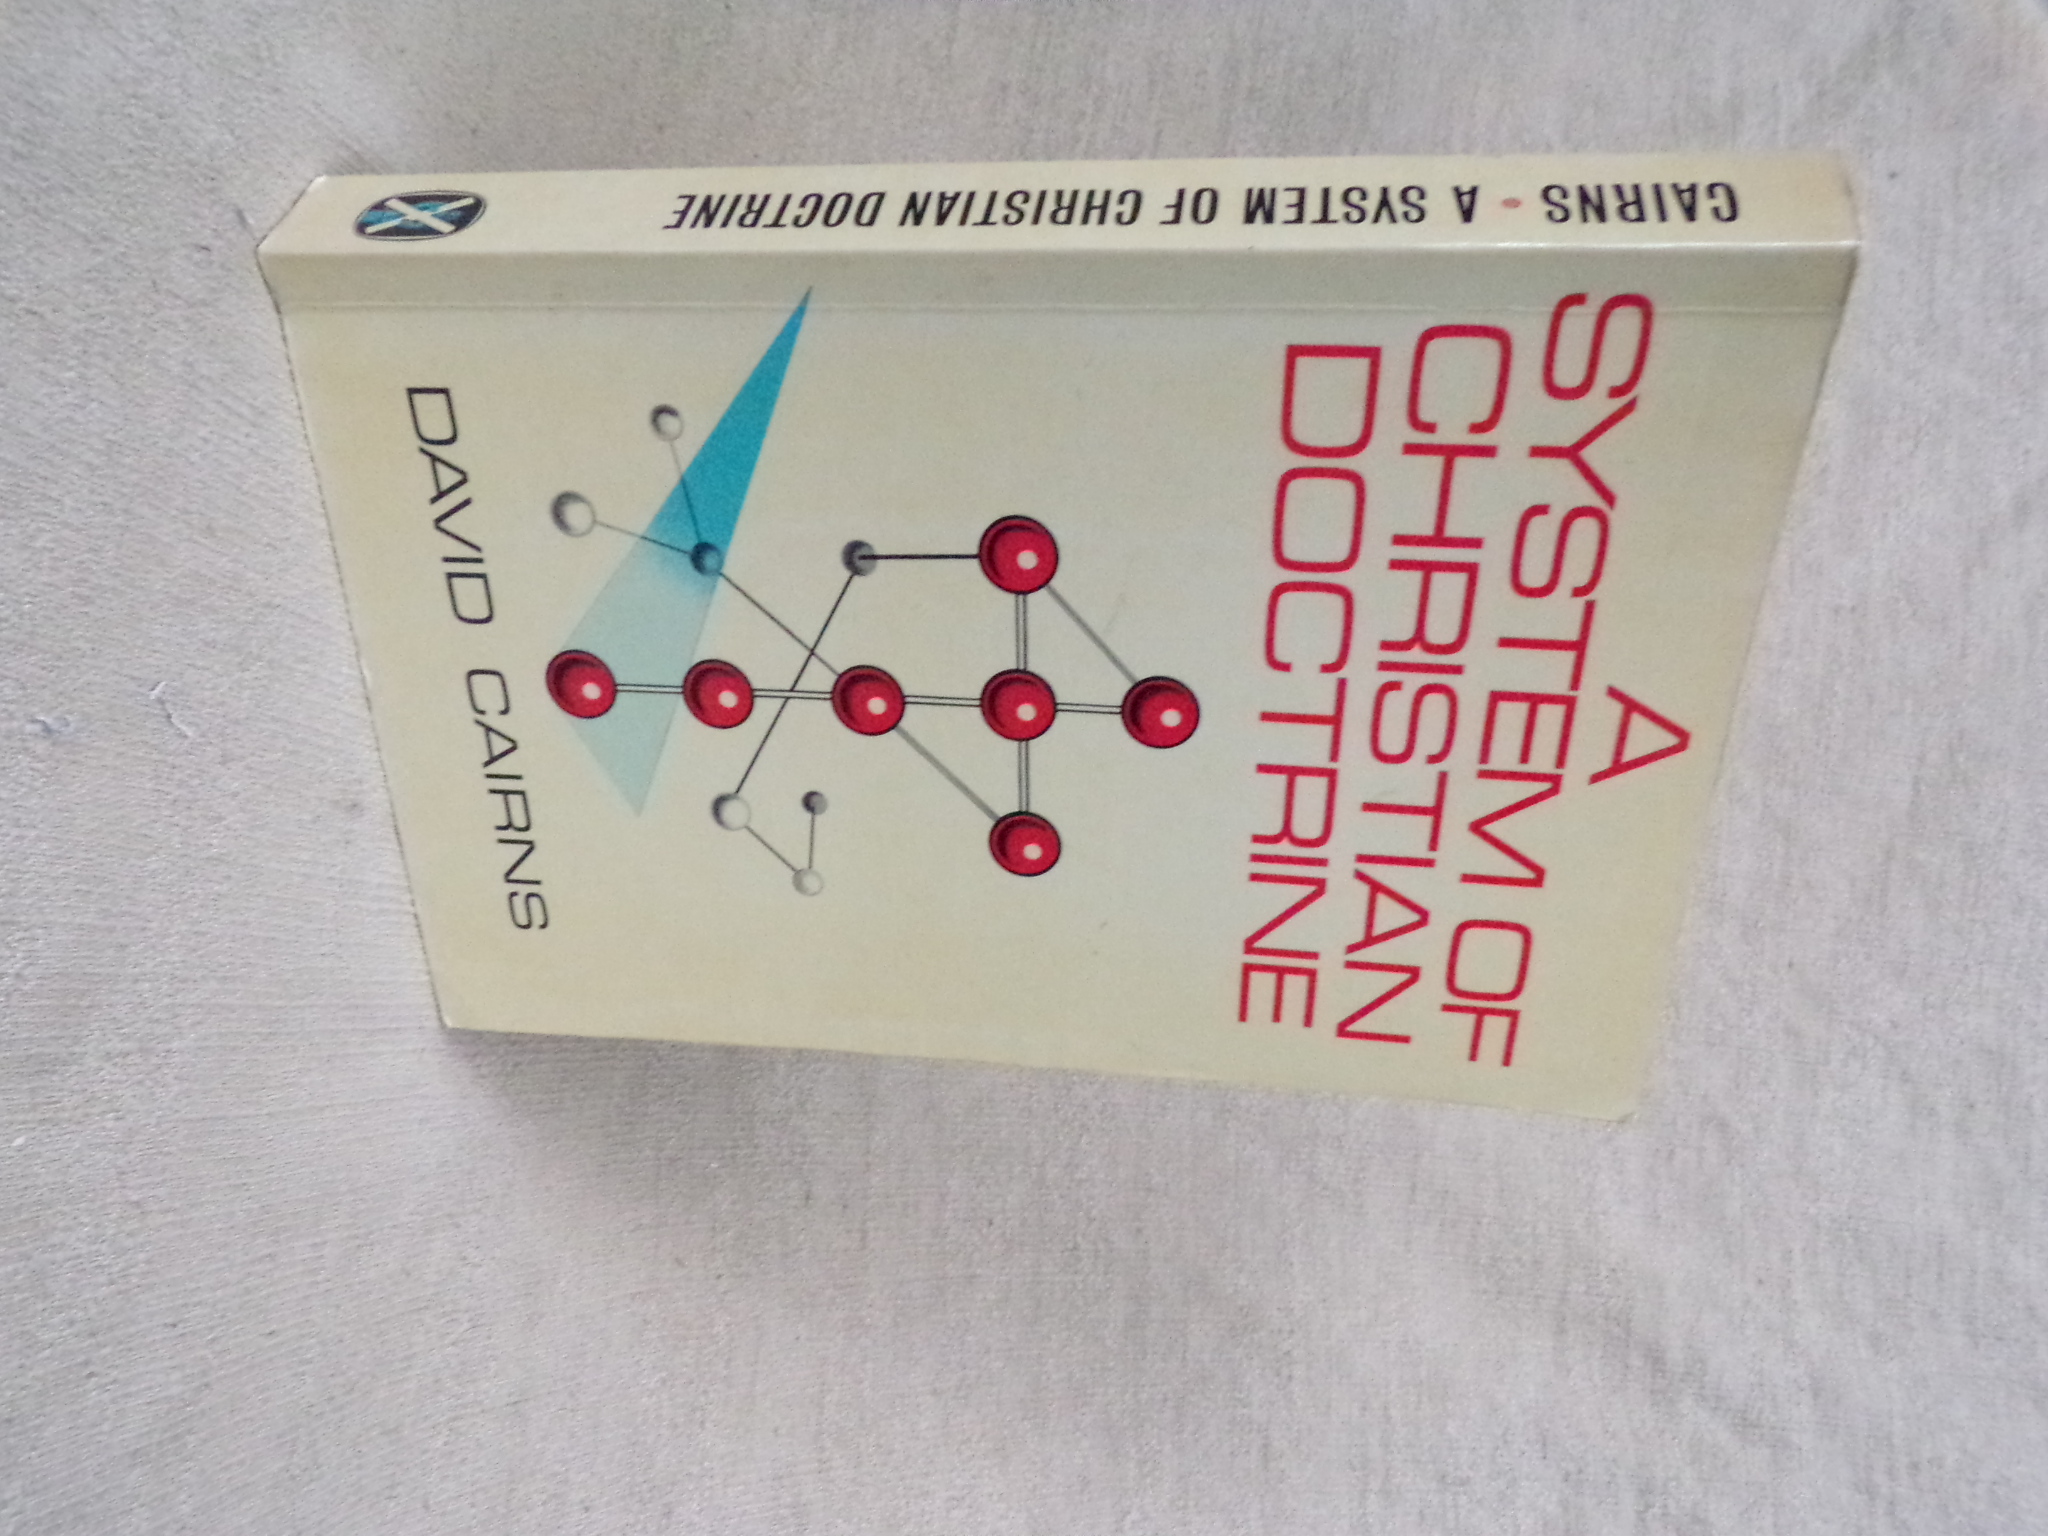 CAIRNS • A SYSTEM OF CHRISTIAN DOCTRINE
A
SYSTEM OF
CHRISTIAN
DOCTRINE
DAVID CAIRNS